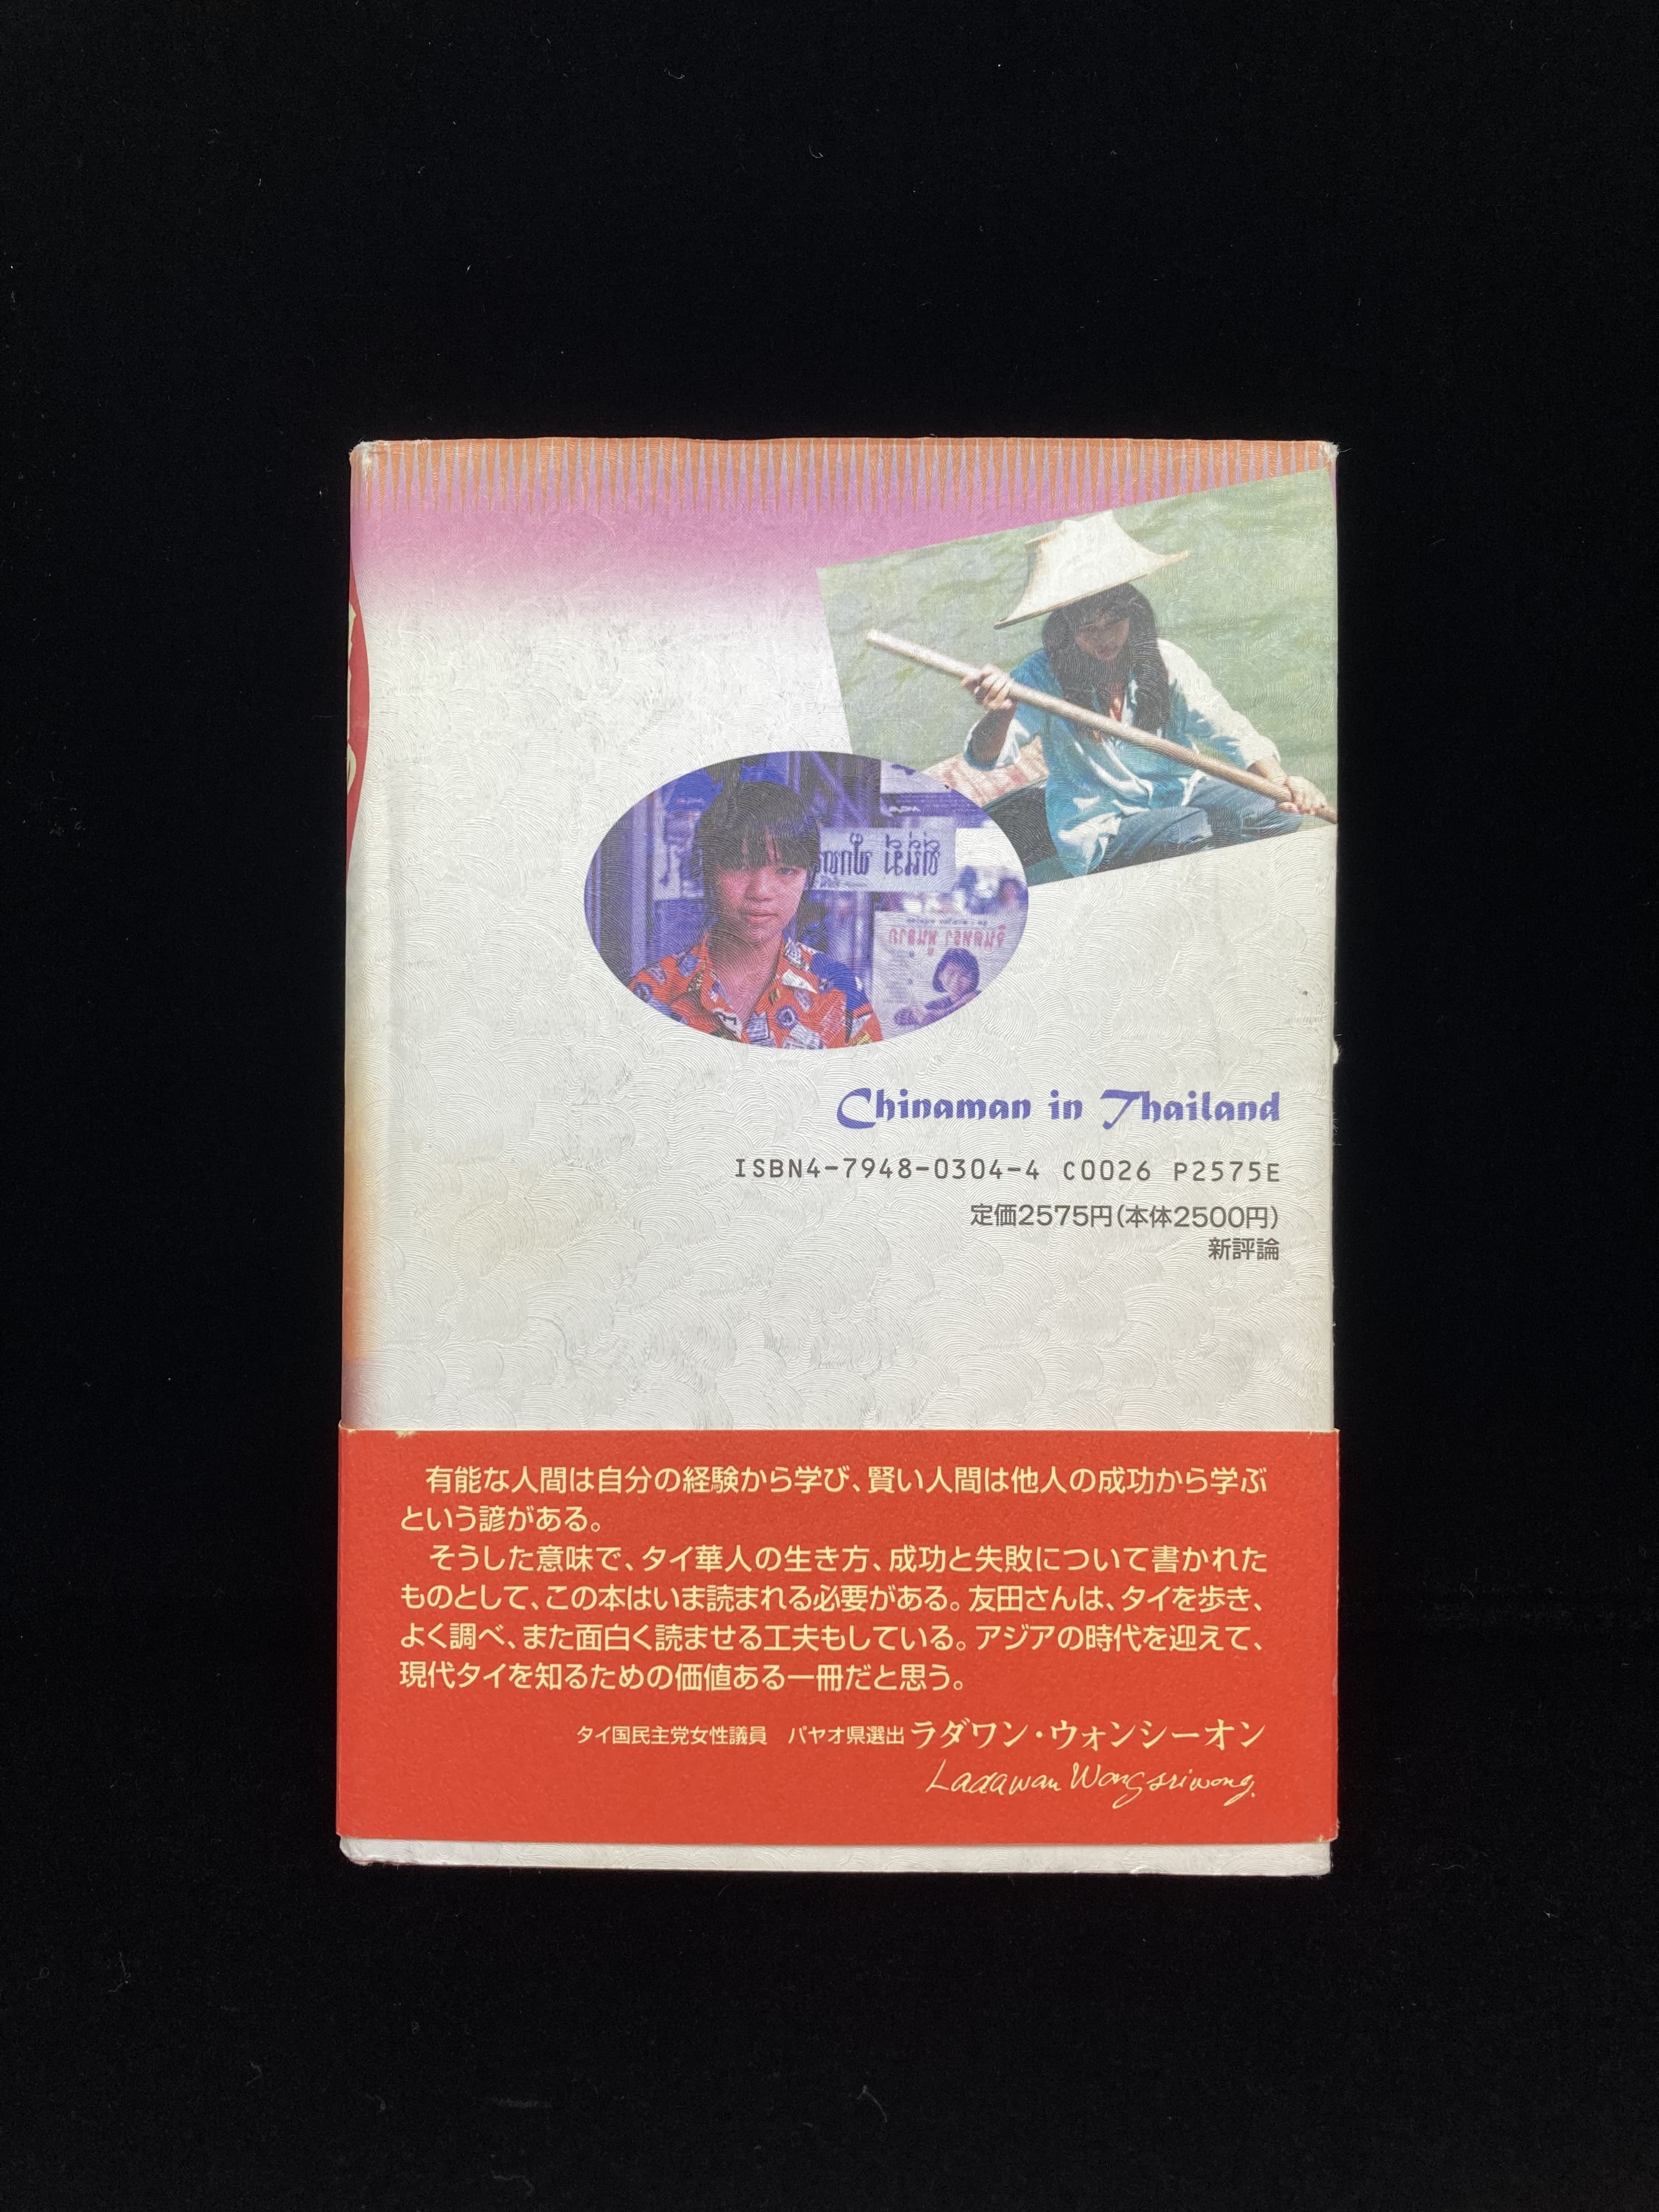 Chinaman in Thailand
ISBN4-7948-0304-4 C0026 P2575E
定価2575円(本体2500円)
新評論
有能な人間は自分の経験から学び、賢い人間は他人の成功から学ぶ
という諺がある。
そうした意味で、タイ華人の生き方、成功と失敗について書かれた
ものとして、この本はいま読まれる必要がある。友田さんは、タイを歩き、
よく調べ、また面白く読ませる工夫もしている。アジアの時代を迎えて、
現代タイを知るための価値ある一冊だと思う。
タイ国民主党女性議員　パヤオ県選出 ラダワン・ウォンシーオン
Ladawan Wongsriwong.